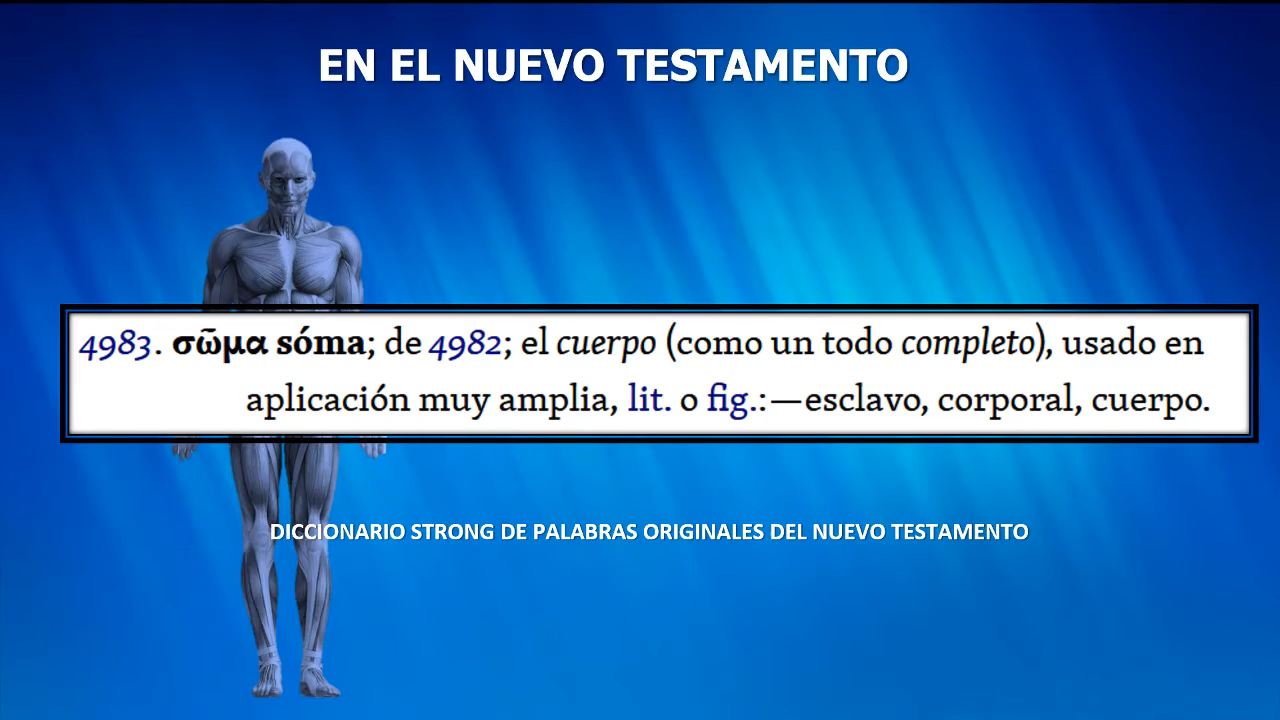 EN EL NUEVO TESTAMENTO
4983. σῶμα sóma; de 4982; el cuerpo (como un todo completo), usado en
aplicación muy amplia, lit. o fig.:—esclavo, corporal, cuerpo.
DICCIONARIO STRONG DE PALABRAS ORIGINALES DEL NUEVO TESTAMENTO